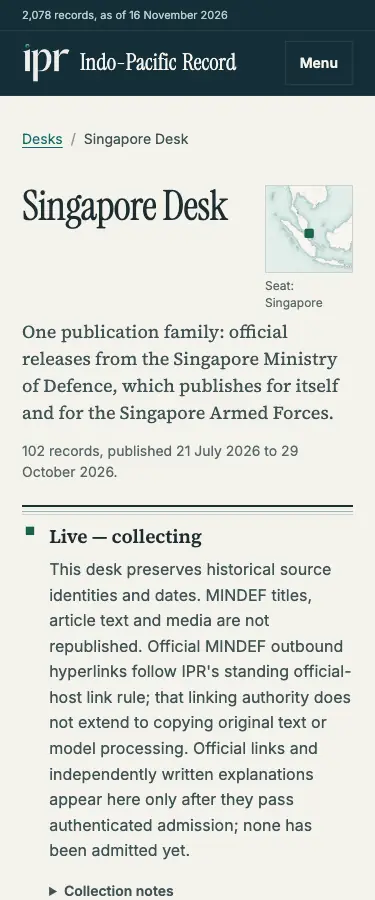 2,078 records, as of 16 November 2026
ipr Indo-Pacific Record
Menu
Desks / Singapore Desk
Singapore Desk
Seat:
Singapore
One publication family: official
releases from the Singapore Ministry
of Defence, which publishes for itself
and for the Singapore Armed Forces.
102 records, published 21 July 2026 to 29
October 2026.
Live — collecting
This desk preserves historical source
identities and dates. MINDEF titles,
article text and media are not
republished. Official MINDEF outbound
hyperlinks follow IPR's standing official-
host link rule; that linking authority does
not extend to copying original text or
model processing. Official links and
independently written explanations
appear here only after they pass
authenticated admission; none has
been admitted yet.
Collection notes